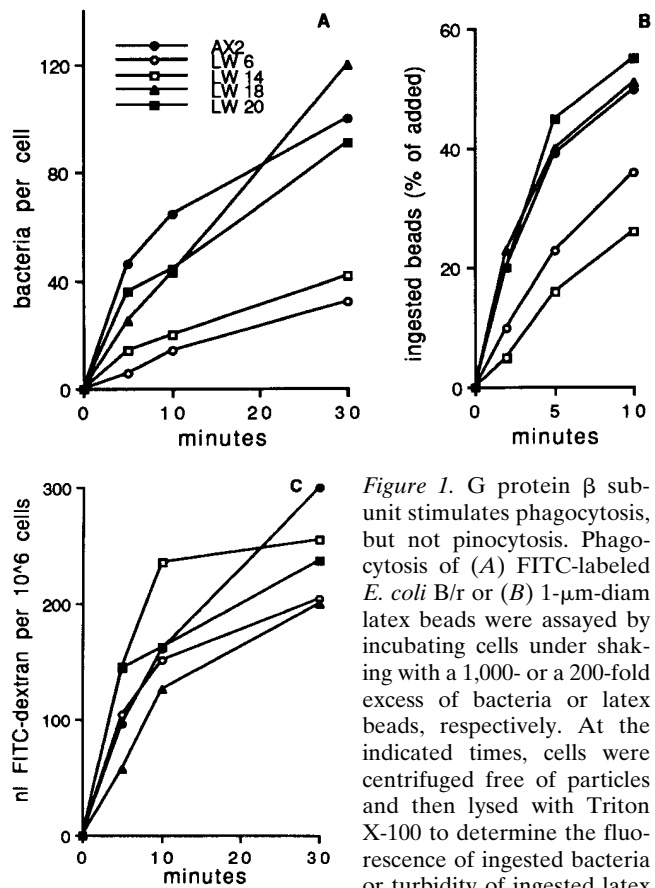 A
120
80
40
0
bacteria per cell
AX2
LW 6
LW 14
LW 18
LW 20
0 10 20 30
minutes
B
60
40
20
0
ingested beads (% of added)
0 5 10
minutes
C
300
200
100
0
nl FITC-dextran per 10^6 cells
0 10 20 30
minutes
Figure 1. G protein β sub-
unit stimulates phagocytosis,
but not pinocytosis. Phago-
cytosis of (A) FITC-labeled
E. coli B/r or (B) 1-μm-diam
latex beads were assayed by
incubating cells under shak-
ing with a 1,000- or a 200-fold
excess of bacteria or latex
beads, respectively. At the
indicated times, cells were
centrifuged free of particles
and then lysed with Triton
X-100 to determine the fluo-
rescence of ingested bacteria
or turbidity of ingested latex